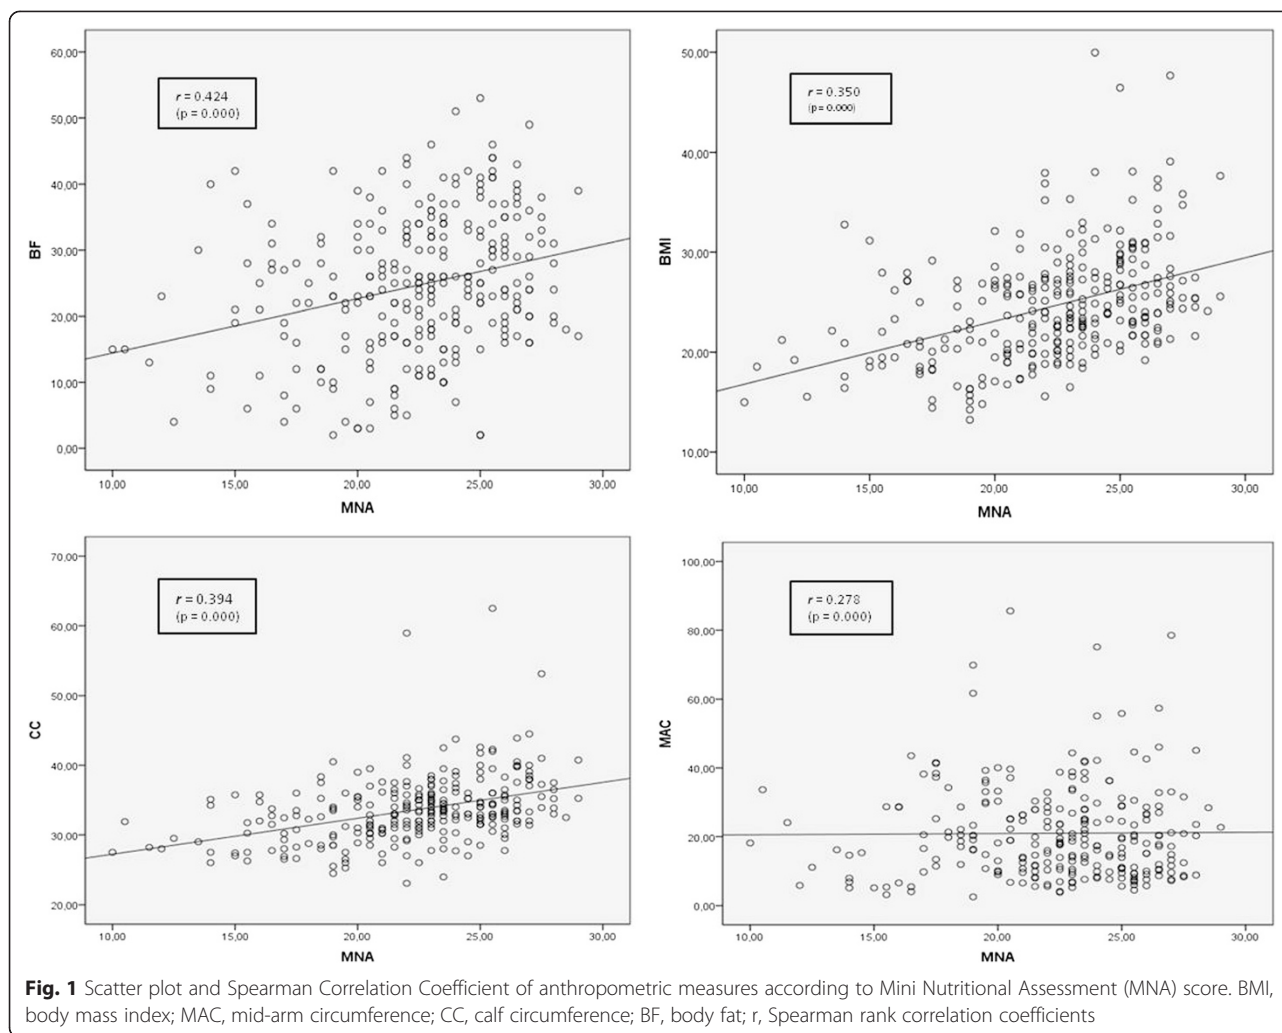 60,00
50,00
40,00
30,00
20,00
10,00
0,00
BF
r = 0.424
(p = 0.000)
10,00 15,00 20,00 25,00 30,00
MNA
50,00
40,00
30,00
20,00
10,00
BMI
r = 0.350
(p = 0.000)
10,00 15,00 20,00 25,00 30,00
MNA
70,00
60,00
50,00
40,00
30,00
20,00
CC
r = 0.394
(p = 0.000)
10,00 15,00 20,00 25,00 30,00
MNA
100,00
80,00
60,00
40,00
20,00
0,00
MAC
r = 0.278
(p = 0.000)
10,00 15,00 20,00 25,00 30,00
MNA
Fig. 1 Scatter plot and Spearman Correlation Coefficient of anthropometric measures according to Mini Nutritional Assessment (MNA) score. BMI,
body mass index; MAC, mid-arm circumference; CC, calf circumference; BF, body fat; r, Spearman rank correlation coefficients